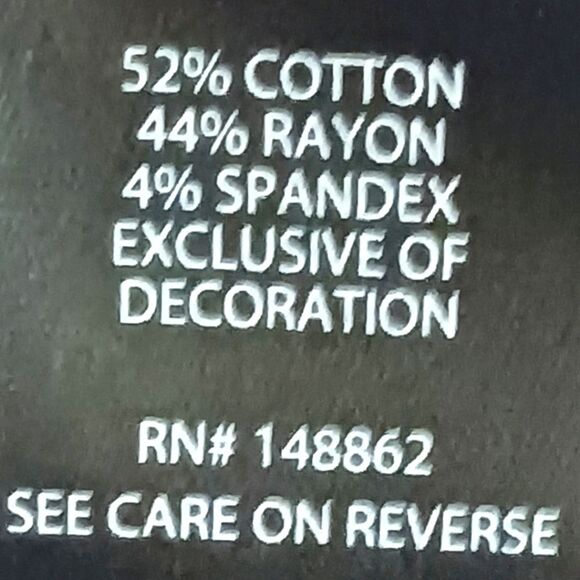 52% COTTON
44% RAYON
4% SPANDEX
EXCLUSIVE OF
DECORATION
RN# 148862
SEE CARE ON REVERSE